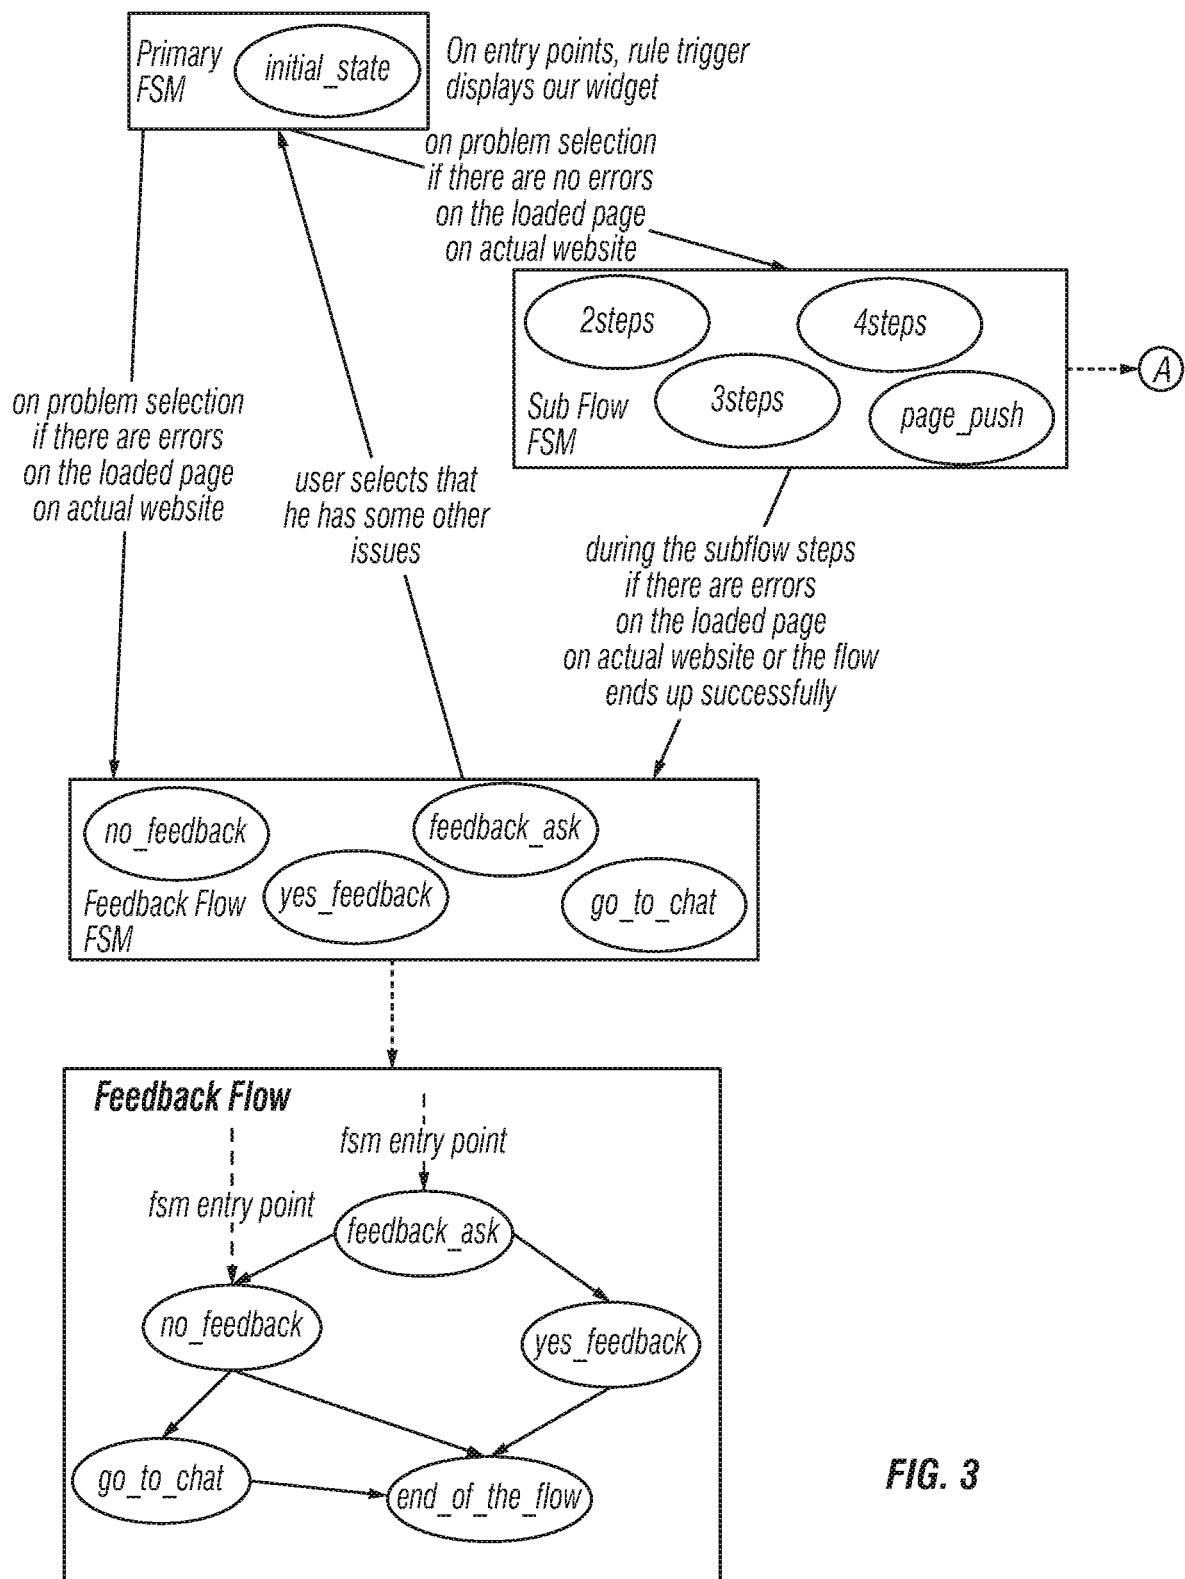 Primary
FSM
initial_state
On entry points, rule trigger
displays our widget
on problem selection
if there are no errors
on the loaded page
on actual website
2steps
4steps
3steps
page_push
Sub Flow
FSM
A
on problem selection
if there are errors
on the loaded page
on actual website
user selects that
he has some other
issues
during the subflow steps
if there are errors
on the loaded page
on actual website or the flow
ends up successfully
no_feedback
feedback_ask
yes_feedback
go_to_chat
Feedback Flow
FSM
Feedback Flow
fsm entry point
fsm entry point
feedback_ask
no_feedback
yes_feedback
go_to_chat
end_of_the_flow
FIG. 3